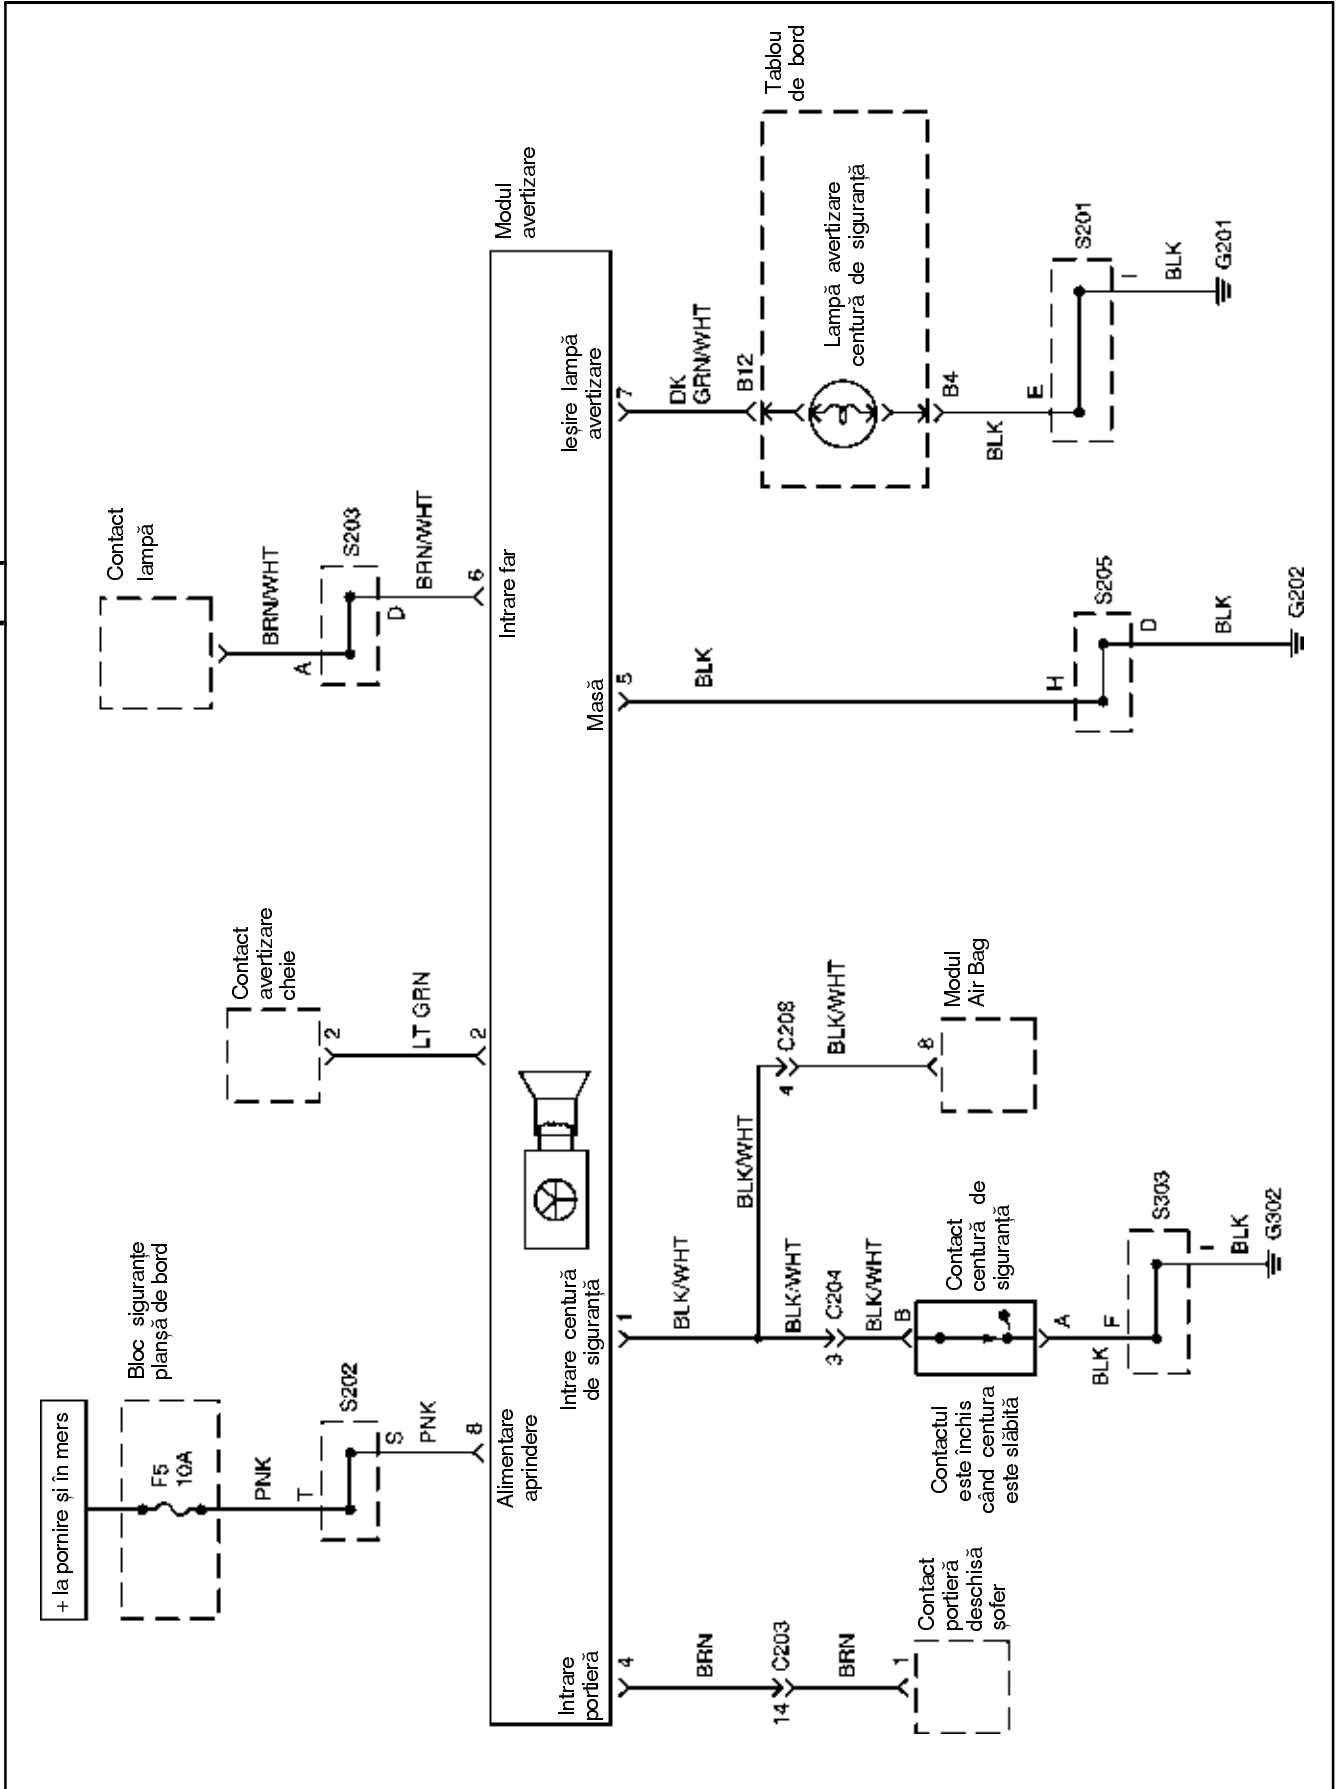 + la pornire și în mers
Bloc siguranțe
planșă de bord
F5
10A
PNK
T
S202
S
PNK
8
Alimentare
aprindere
Contact
avertizare
cheie
2
LT GRN
2
Contact
lampă
BRN/WHT
A
S203
D
BRN/WHT
6
Intrare far
Modul
avertizare
Intrare
portieră
4
BRN
14
C203
BRN
1
Contact
portieră
deschisă
șofer
Intrare centură
de siguranță
1
BLK/WHT
BLK/WHT
BLK/WHT
3
C204
BLK/WHT
B
Contact
centură de
siguranță
Contactul
este închis
când centura
este slăbită
A
BLK
F
S303
I
BLK
G302
4
C208
BLK/WHT
8
Modul
Air Bag
Masă
5
BLK
H
S205
D
BLK
G202
Ieșire lampă
avertizare
7
DK
GRN/WHT
B12
Tablou
de bord
Lampă avertizare
centură de siguranță
B4
BLK
E
S201
I
BLK
G201